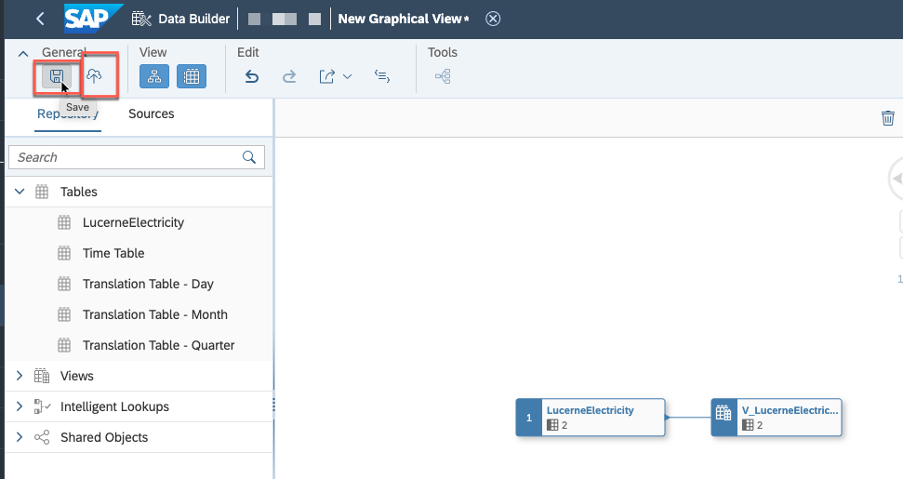 SAP Data Builder New Graphical View *
General View Edit Tools
Save
Repository Sources
Search
Tables
LucerneElectricity
Time Table
Translation Table - Day
Translation Table - Month
Translation Table - Quarter
Views
Intelligent Lookups
Shared Objects
1 LucerneElectricity
2
V_LucerneElectric...
2
1